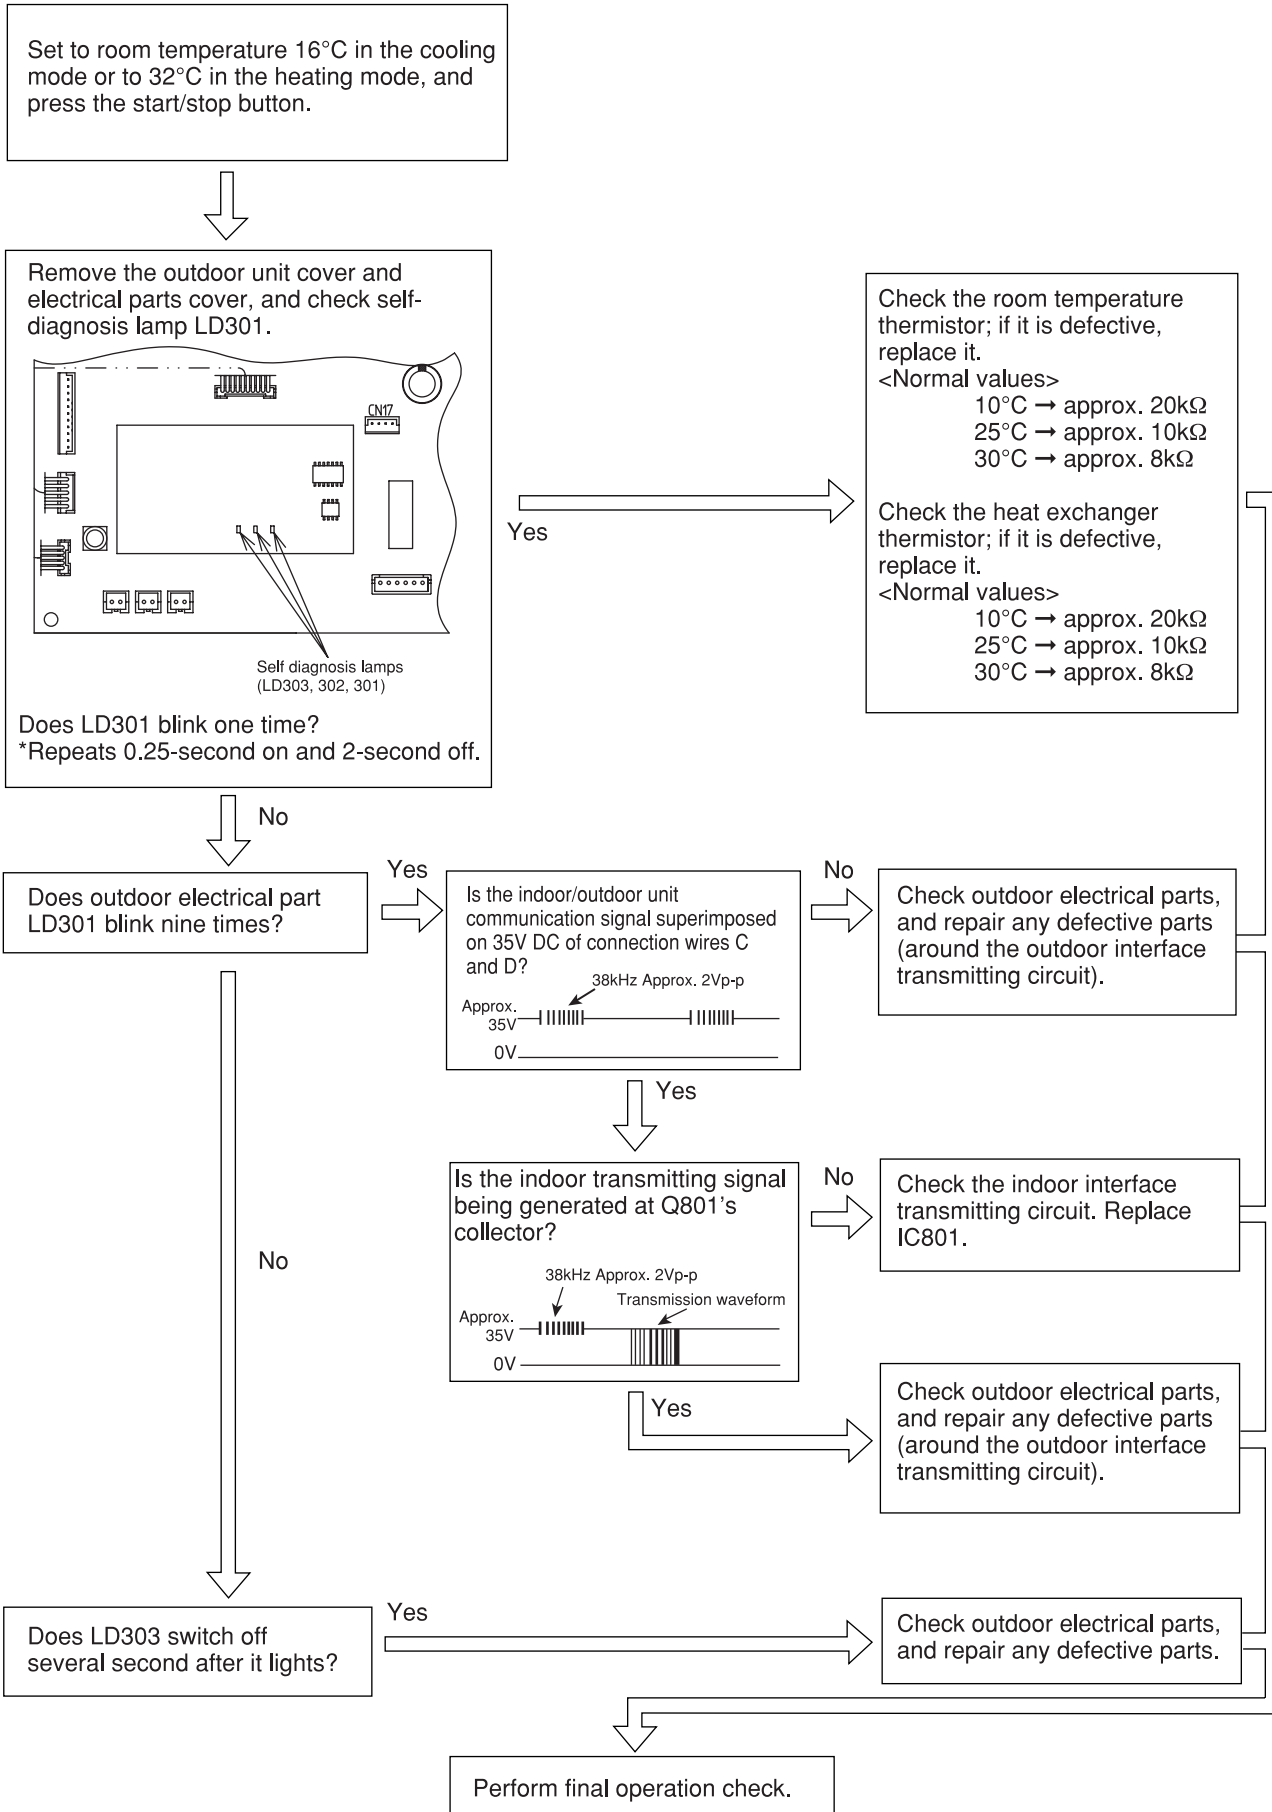 Set to room temperature 16°C in the cooling
mode or to 32°C in the heating mode, and
press the start/stop button.
Remove the outdoor unit cover and
electrical parts cover, and check self-
diagnosis lamp LD301.
CN17
Self diagnosis lamps
(LD303, 302, 301)
Does LD301 blink one time?
*Repeats 0.25-second on and 2-second off.
Yes
Check the room temperature
thermistor; if it is defective,
replace it.
<Normal values>
10°C → approx. 20kΩ
25°C → approx. 10kΩ
30°C → approx. 8kΩ
Check the heat exchanger
thermistor; if it is defective,
replace it.
<Normal values>
10°C → approx. 20kΩ
25°C → approx. 10kΩ
30°C → approx. 8kΩ
No
Does outdoor electrical part
LD301 blink nine times?
Yes
Is the indoor/outdoor unit
communication signal superimposed
on 35V DC of connection wires C
and D?
38kHz Approx. 2Vp-p
Approx.
35V
0V
No
Check outdoor electrical parts,
and repair any defective parts
(around the outdoor interface
transmitting circuit).
Yes
Is the indoor transmitting signal
being generated at Q801's
collector?
38kHz Approx. 2Vp-p
Transmission waveform
Approx.
35V
0V
No
Check the indoor interface
transmitting circuit. Replace
IC801.
Yes
Check outdoor electrical parts,
and repair any defective parts
(around the outdoor interface
transmitting circuit).
No
Does LD303 switch off
several second after it lights?
Yes
Check outdoor electrical parts,
and repair any defective parts.
Perform final operation check.